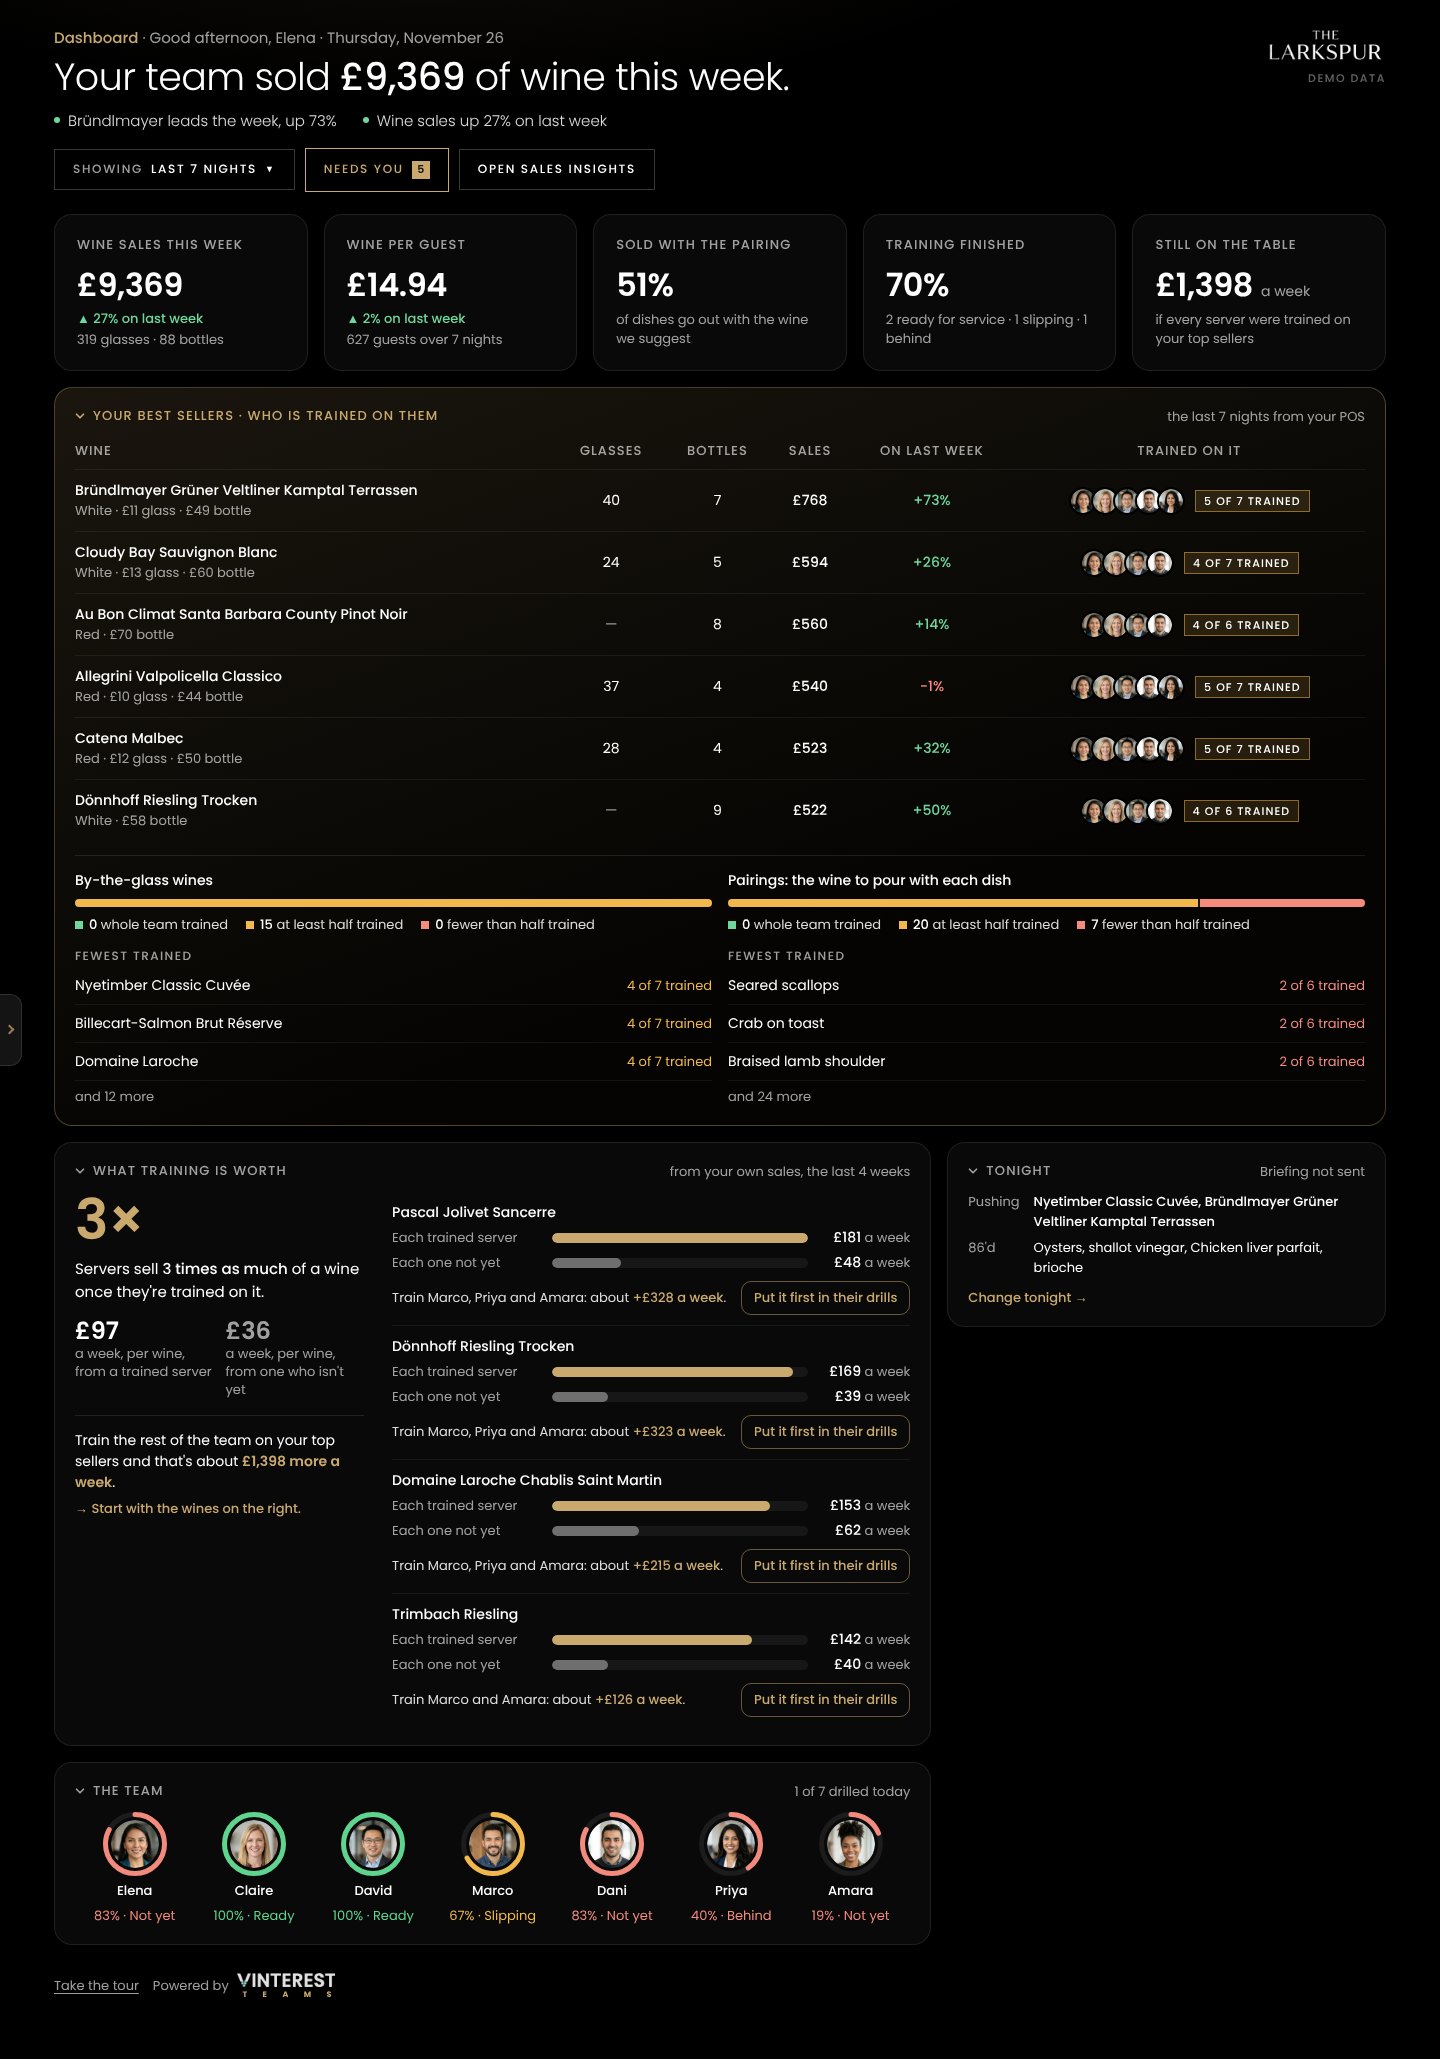 Dashboard · Good afternoon, Elena · Thursday, November 26
THE
LARKSPUR
DEMO DATA
Your team sold £9,369 of wine this week.
Bründlmayer leads the week, up 73%
Wine sales up 27% on last week
SHOWING LAST 7 NIGHTS ▼
NEEDS YOU 5
OPEN SALES INSIGHTS
WINE SALES THIS WEEK
£9,369
▲ 27% on last week
319 glasses · 88 bottles
WINE PER GUEST
£14.94
▲ 2% on last week
627 guests over 7 nights
SOLD WITH THE PAIRING
51%
of dishes go out with the wine
we suggest
TRAINING FINISHED
70%
2 ready for service · 1 slipping · 1
behind
STILL ON THE TABLE
£1,398 a week
if every server were trained on
your top sellers
YOUR BEST SELLERS · WHO IS TRAINED ON THEM
the last 7 nights from your POS
WINE GLASSES BOTTLES SALES ON LAST WEEK TRAINED ON IT
Bründlmayer Grüner Veltliner Kamptal Terrassen
White · £11 glass · £49 bottle
40 7 £768 +73% 5 OF 7 TRAINED
Cloudy Bay Sauvignon Blanc
White · £13 glass · £60 bottle
24 5 £594 +26% 4 OF 7 TRAINED
Au Bon Climat Santa Barbara County Pinot Noir
Red · £70 bottle
— 8 £560 +14% 4 OF 6 TRAINED
Allegrini Valpolicella Classico
Red · £10 glass · £44 bottle
37 4 £540 -1% 5 OF 7 TRAINED
Catena Malbec
Red · £12 glass · £50 bottle
28 4 £523 +32% 5 OF 7 TRAINED
Dönnhoff Riesling Trocken
White · £58 bottle
— 9 £522 +50% 4 OF 6 TRAINED
By-the-glass wines
0 whole team trained 15 at least half trained 0 fewer than half trained
FEWEST TRAINED
Nyetimber Classic Cuvée 4 of 7 trained
Billecart-Salmon Brut Réserve 4 of 7 trained
Domaine Laroche 4 of 7 trained
and 12 more
Pairings: the wine to pour with each dish
0 whole team trained 20 at least half trained 7 fewer than half trained
FEWEST TRAINED
Seared scallops 2 of 6 trained
Crab on toast 2 of 6 trained
Braised lamb shoulder 2 of 6 trained
and 24 more
WHAT TRAINING IS WORTH
from your own sales, the last 4 weeks
3×
Servers sell 3 times as much of a wine
once they're trained on it.
£97
a week, per wine,
from a trained server
£36
a week, per wine,
from one who isn't
yet
Train the rest of the team on your top
sellers and that's about £1,398 more a
week.
→ Start with the wines on the right.
Pascal Jolivet Sancerre
Each trained server £181 a week
Each one not yet £48 a week
Train Marco, Priya and Amara: about +£328 a week. Put it first in their drills
Dönnhoff Riesling Trocken
Each trained server £169 a week
Each one not yet £39 a week
Train Marco, Priya and Amara: about +£323 a week. Put it first in their drills
Domaine Laroche Chablis Saint Martin
Each trained server £153 a week
Each one not yet £62 a week
Train Marco, Priya and Amara: about +£215 a week. Put it first in their drills
Trimbach Riesling
Each trained server £142 a week
Each one not yet £40 a week
Train Marco and Amara: about +£126 a week. Put it first in their drills
TONIGHT
Briefing not sent
Pushing Nyetimber Classic Cuvée, Bründlmayer Grüner
Veltliner Kamptal Terrassen
86'd Oysters, shallot vinegar, Chicken liver parfait,
brioche
Change tonight →
THE TEAM
1 of 7 drilled today
Elena Claire David Marco Dani Priya Amara
83% · Not yet 100% · Ready 100% · Ready 67% · Slipping 83% · Not yet 40% · Behind 19% · Not yet
Take the tour Powered by VINTEREST
TEAMS